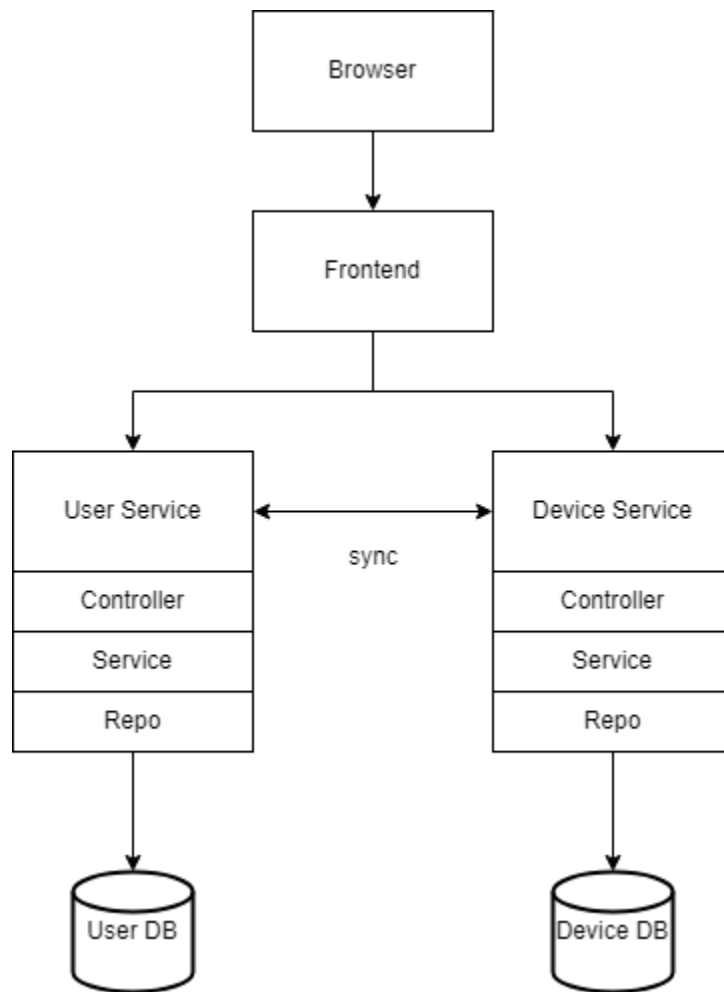 Browser
Frontend
User Service
Device Service
sync
Controller
Controller
Service
Service
Repo
Repo
User DB
Device DB